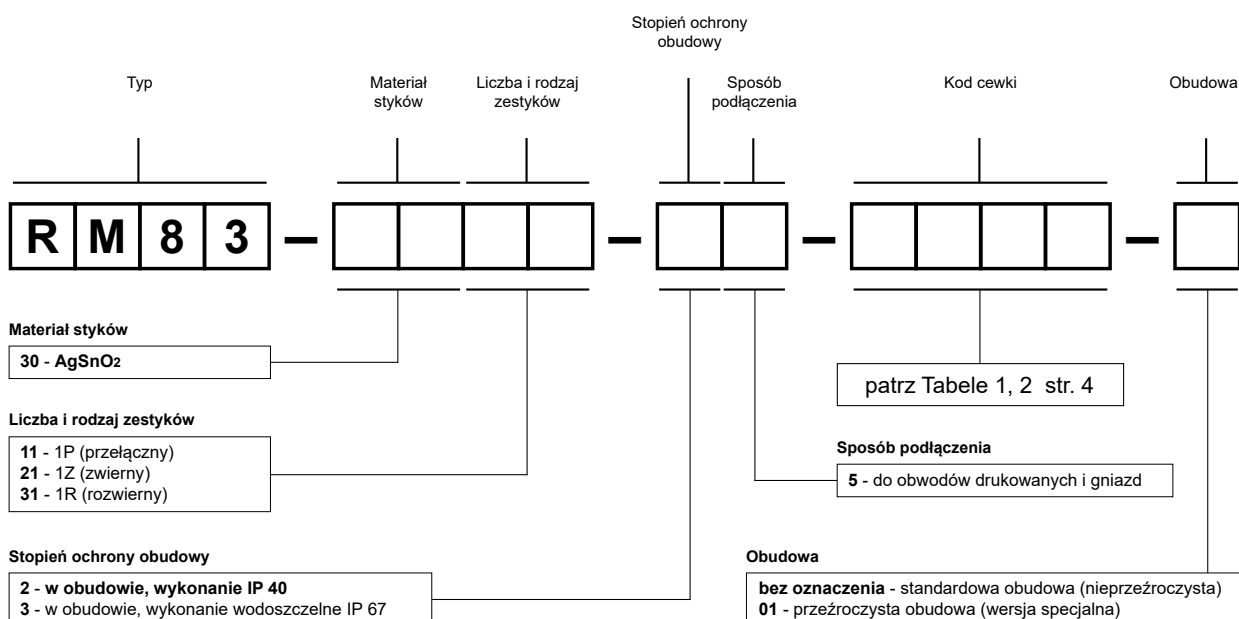 Stopień ochrony
obudowy
Typ
Materiał
styków
Liczba i rodzaj
zestyków
Sposób
podłączenia
Kod cewki
Obudowa
R M 8 3 – – – –
Materiał styków
30 - AgSnO2
patrz Tabele 1, 2 str. 4
Liczba i rodzaj zestyków
11 - 1P (przełączny)
21 - 1Z (zwierny)
31 - 1R (rozwierny)
Sposób podłączenia
5 - do obwodów drukowanych i gniazd
Stopień ochrony obudowy
2 - w obudowie, wykonanie IP 40
3 - w obudowie, wykonanie wodoszczelne IP 67
Obudowa
bez oznaczenia - standardowa obudowa (nieprzeźroczysta)
01 - przeźroczysta obudowa (wersja specjalna)